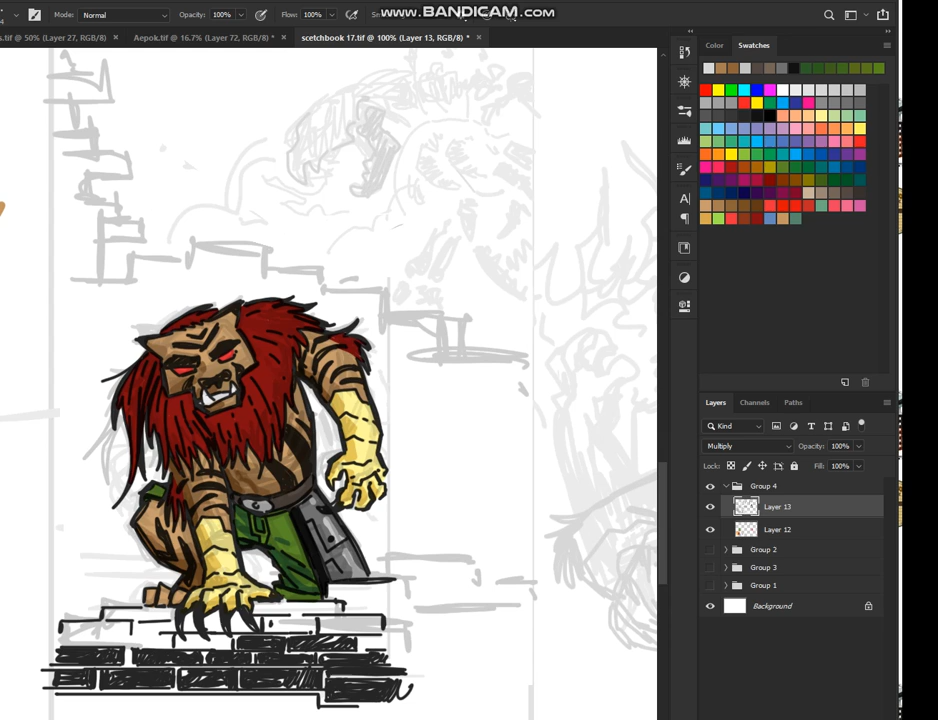 Mode: Normal Opacity: 100% Flow: 100% www.BANDICAM.com
s.tif @ 50% (Layer 27, RGB/8) × Aepok.tif @ 16.7% (Layer 72, RGB/8) * × scetchbook 17.tif @ 100% (Layer 13, RGB/8) * ×
Color Swatches
Layers Channels Paths
Kind
Multiply Opacity: 100%
Lock: Fill: 100%
Group 4
Layer 13
Layer 12
Group 2
Group 3
Group 1
Background